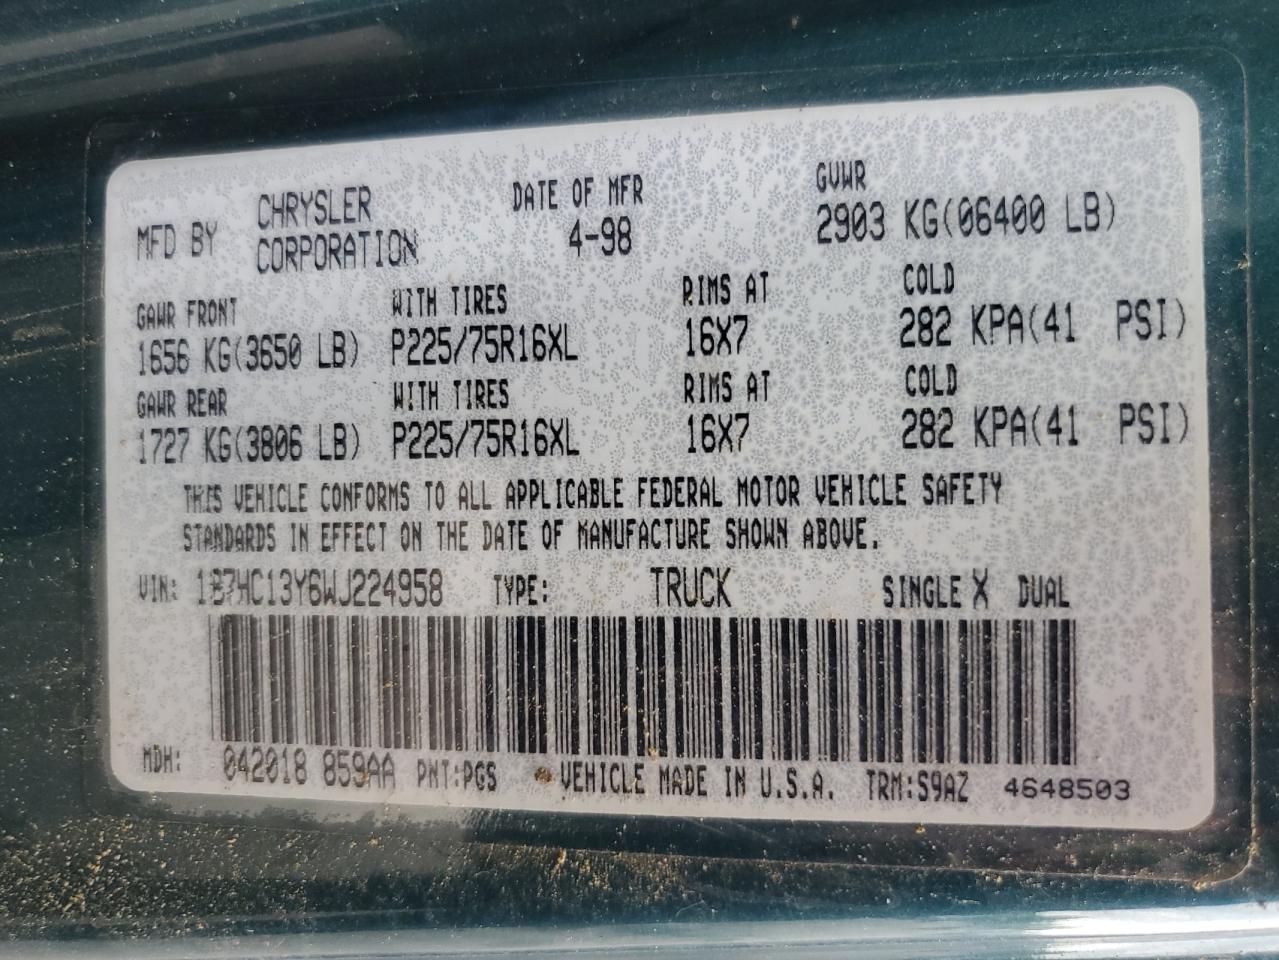 MFD BY CHRYSLER CORPORATION DATE OF MFR 4-98 GVWR 2903 KG(06400 LB)
GAWR FRONT WITH TIRES RIMS AT COLD
1656 KG(3650 LB) P225/75R16XL 16X7 282 KPA(41 PSI)
GAWR REAR WITH TIRES RIMS AT COLD
1727 KG(3806 LB) P225/75R16XL 16X7 282 KPA(41 PSI)
THIS VEHICLE CONFORMS TO ALL APPLICABLE FEDERAL MOTOR VEHICLE SAFETY
STANDARDS IN EFFECT ON THE DATE OF MANUFACTURE SHOWN ABOVE.
VIN: 1B7HC13Y6WJ224958 TYPE: TRUCK SINGLE X DUAL
MDH: 042018 859AA PNT:PGS VEHICLE MADE IN U.S.A. TRM:S9AZ 4648503